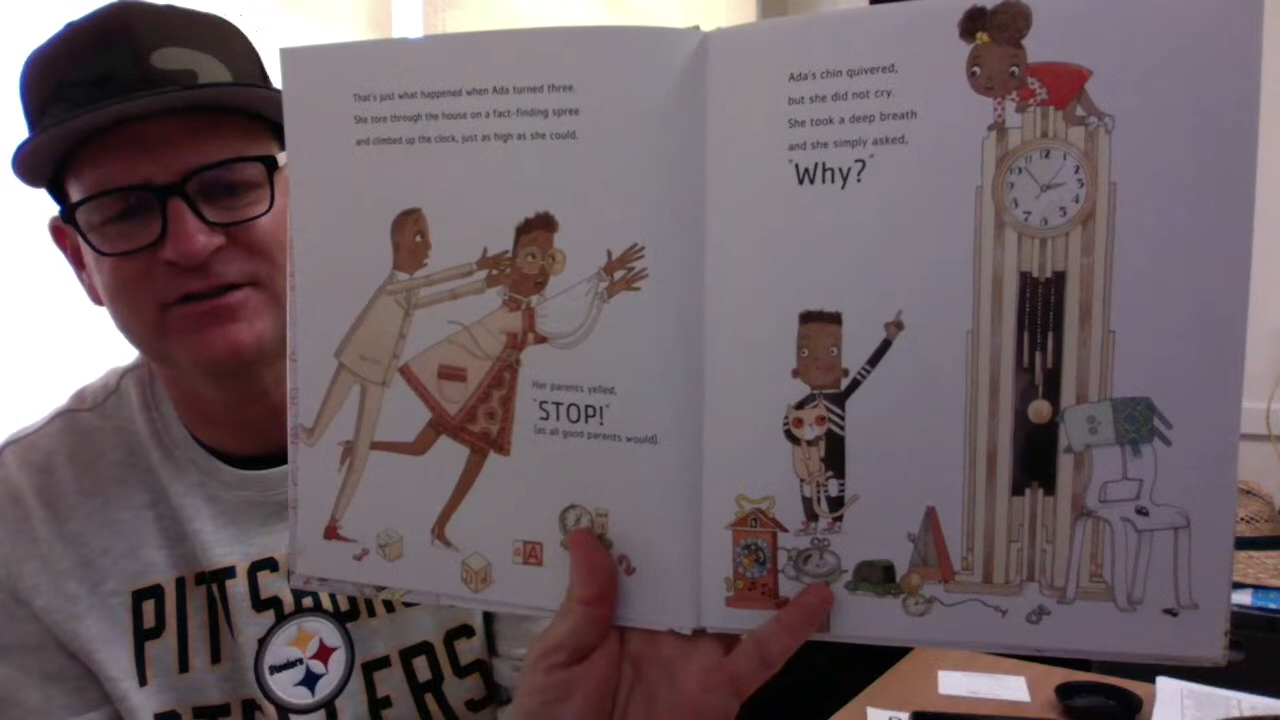 That's just what happened when Ada turned three.
She tore through the house on a fact-finding spree
and climbed up the clock, just as high as she could.
Her parents yelled,
"STOP!"
(as all good parents would).
Ada's chin quivered,
but she did not cry.
She took a deep breath
and she simply asked,
"Why?"
A
Steelers